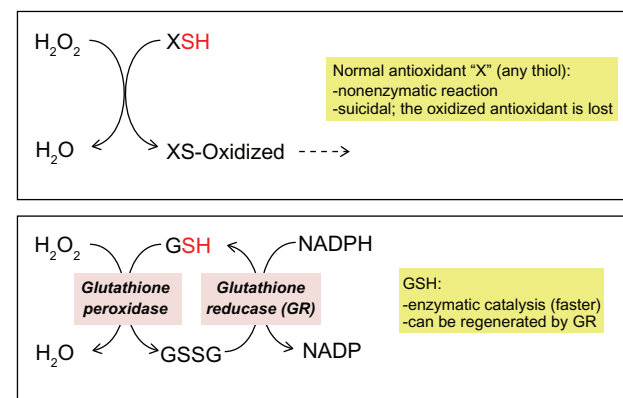 H₂O₂ XSH
Normal antioxidant “X” (any thiol):
-nonenzymatic reaction
-suicidal; the oxidized antioxidant is lost
H₂O XS-Oxidized
H₂O₂ GSH NADPH
Glutathione
peroxidase
Glutathione
reducase (GR)
GSH:
-enzymatic catalysis (faster)
-can be regenerated by GR
H₂O GSSG NADP